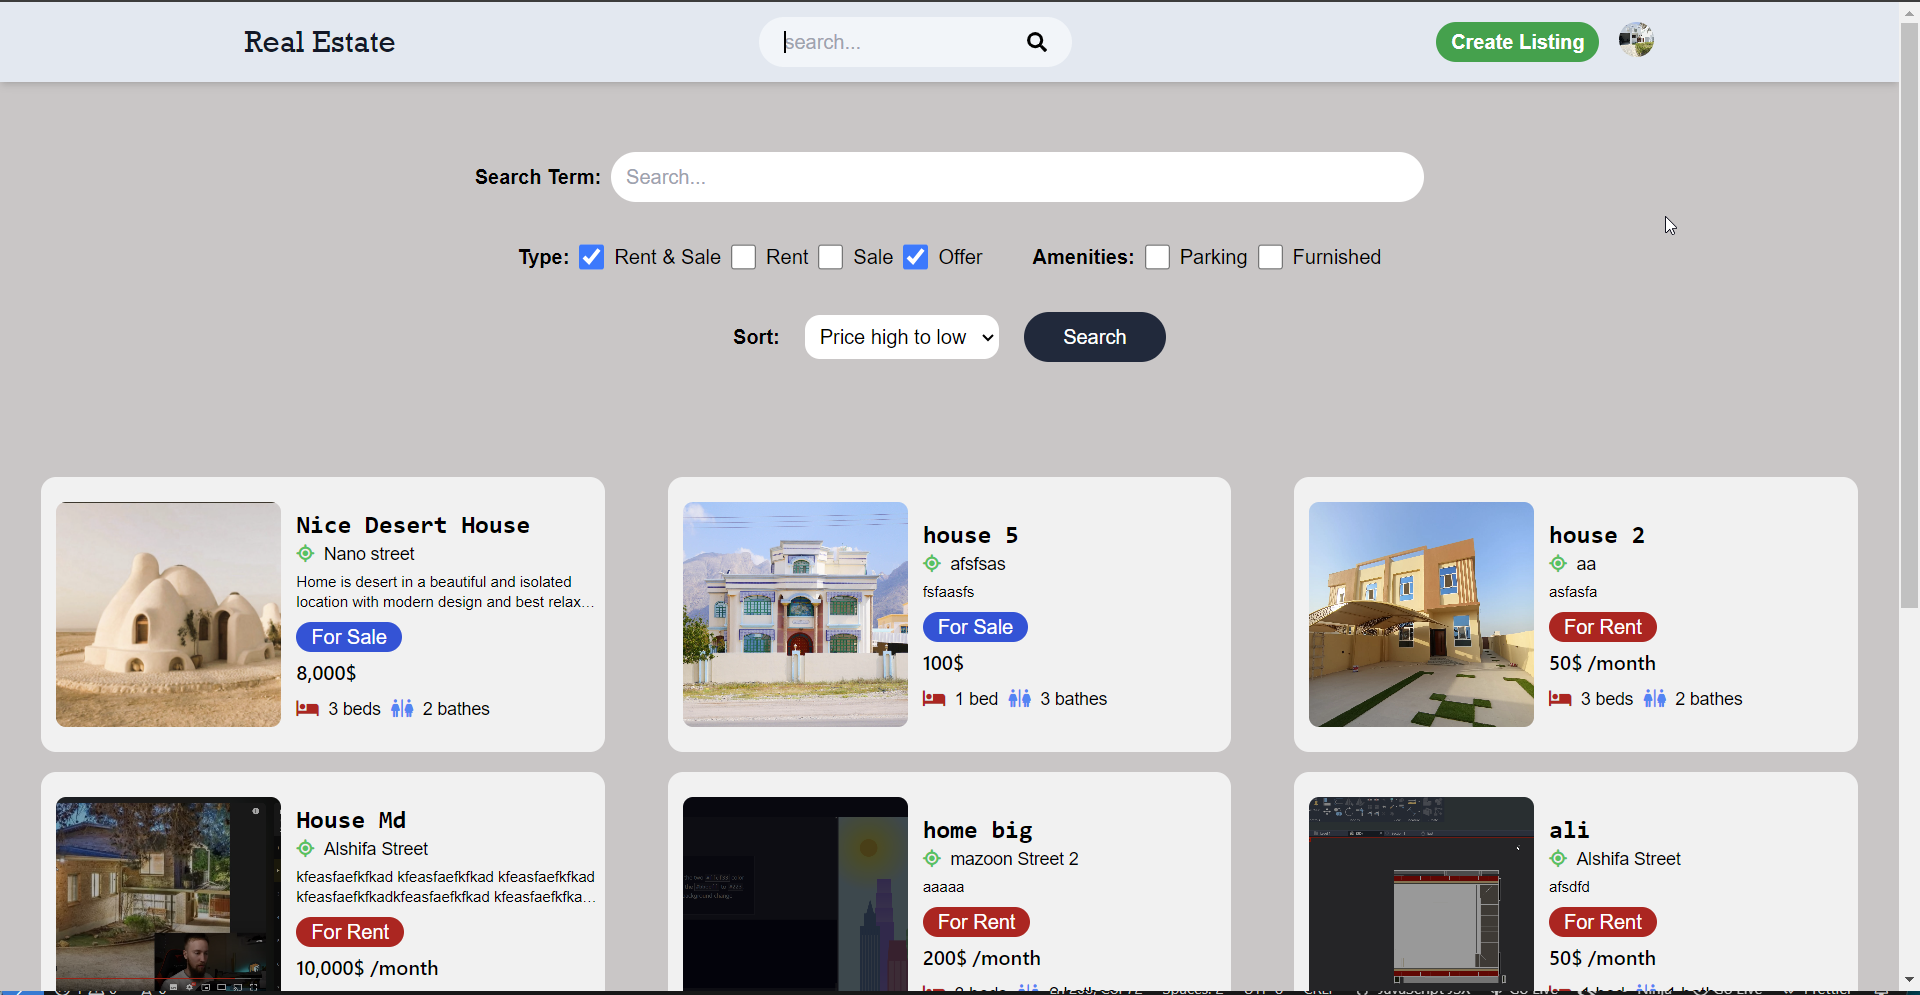 Real Estate
search...
Create Listing
Search Term:
Search...
Type: Rent & Sale Rent Sale Offer Amenities: Parking Furnished
Sort: Price high to low Search
Nice Desert House
Nano street
Home is desert in a beautiful and isolated
location with modern design and best relax...
For Sale
8,000$
3 beds 2 bathes
house 5
afsfsas
fsfaasfs
For Sale
100$
1 bed 3 bathes
house 2
aa
asfasfa
For Rent
50$ /month
3 beds 2 bathes
House Md
Alshifa Street
kfeasfaefkfkad kfeasfaefkfkad kfeasfaefkfkad
kfeasfaefkfkadkfeasfaefkfkad kfeasfaefkfka...
For Rent
10,000$ /month
home big
mazoon Street 2
aaaaa
For Rent
200$ /month
ali
Alshifa Street
afsdfd
For Rent
50$ /month